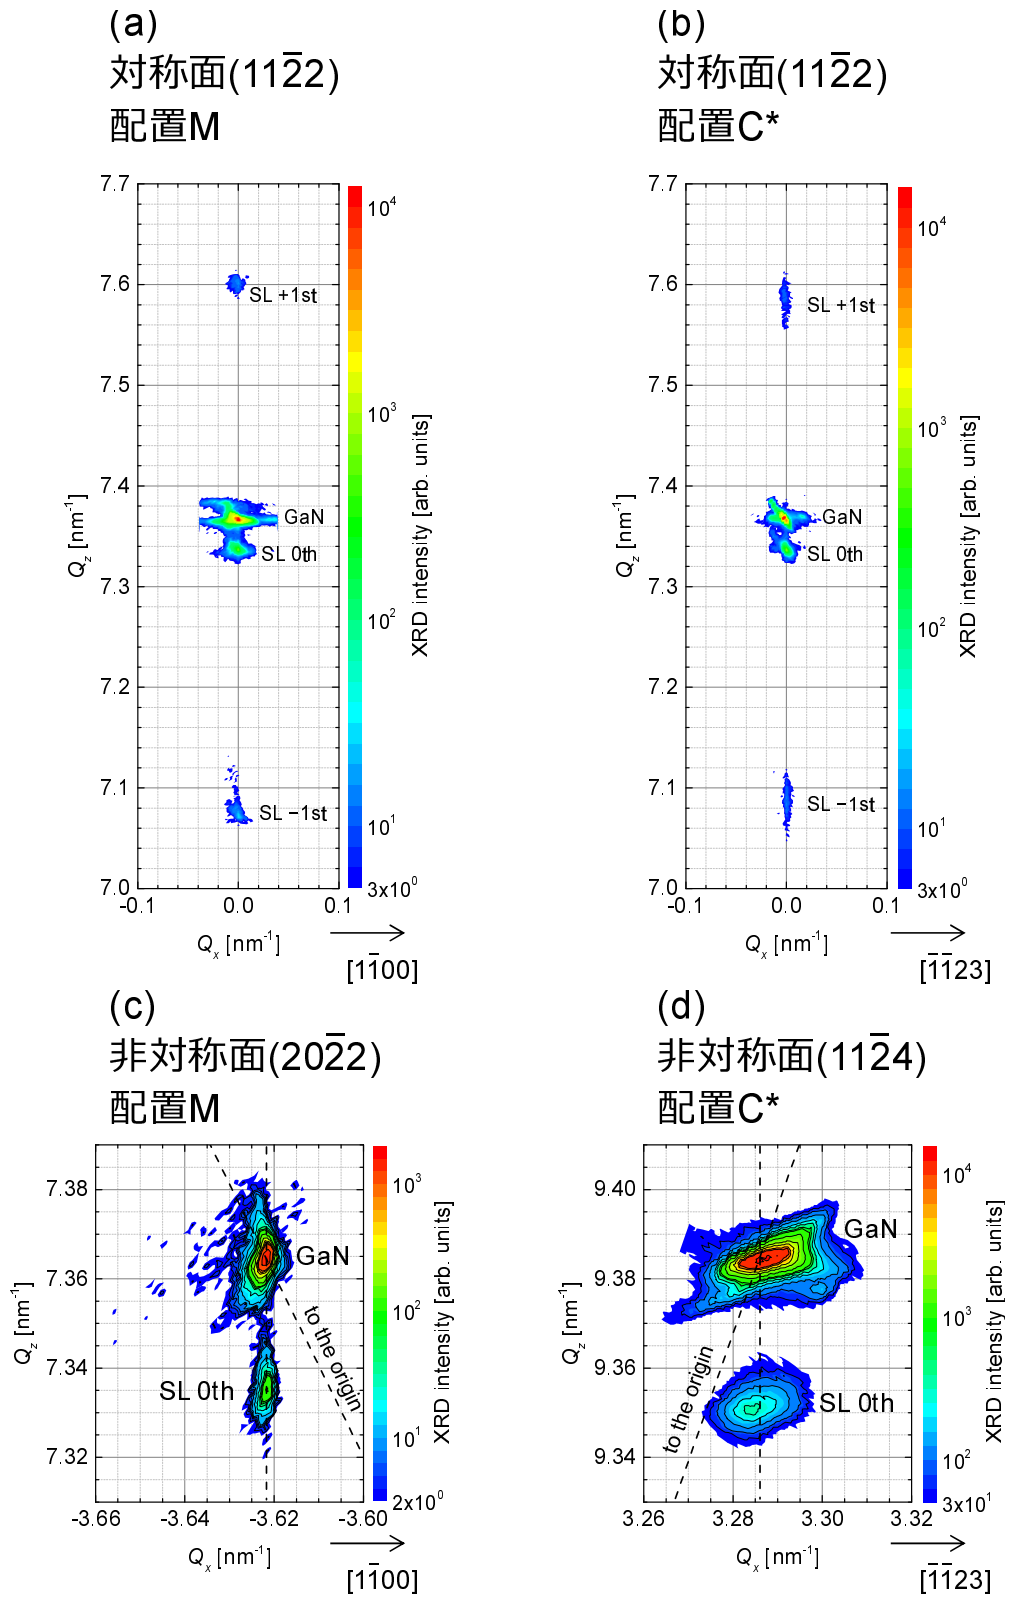 (a)
対称面(112̅2)
配置M
7.7
7.6
7.5
7.4
7.3
7.2
7.1
7.0
-0.1
0.0
0.1
Qz [nm⁻¹]
Qx [nm⁻¹]
[11̅00]
SL +1st
GaN
SL 0th
SL −1st
10⁴
10³
10²
10¹
3x10⁰
XRD intensity [arb. units]
(b)
対称面(112̅2)
配置C*
7.7
7.6
7.5
7.4
7.3
7.2
7.1
7.0
-0.1
0.0
0.1
Qz [nm⁻¹]
Qx [nm⁻¹]
[1̅1̅23]
SL +1st
GaN
SL 0th
SL −1st
10⁴
10³
10²
10¹
3x10⁰
XRD intensity [arb. units]
(c)
非対称面(202̅2)
配置M
7.38
7.36
7.34
7.32
-3.66
-3.64
-3.62
-3.60
Qz [nm⁻¹]
Qx [nm⁻¹]
[11̅00]
GaN
to the origin
SL 0th
10³
10²
10¹
2x10⁰
XRD intensity [arb. units]
(d)
非対称面(112̅4)
配置C*
9.40
9.38
9.36
9.34
3.26
3.28
3.30
3.32
Qz [nm⁻¹]
Qx [nm⁻¹]
[1̅1̅23]
GaN
to the origin
SL 0th
10⁴
10³
10²
3x10¹
XRD intensity [arb. units]